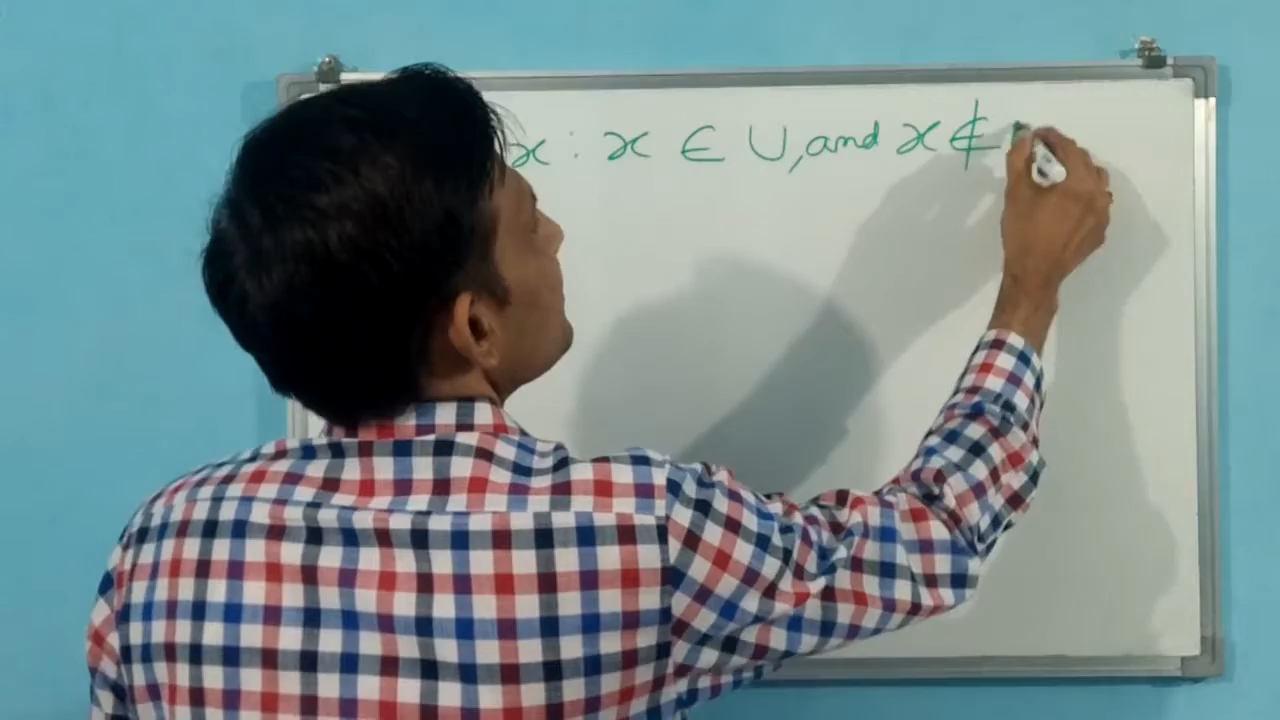 x : x ∈ U, and x ∉